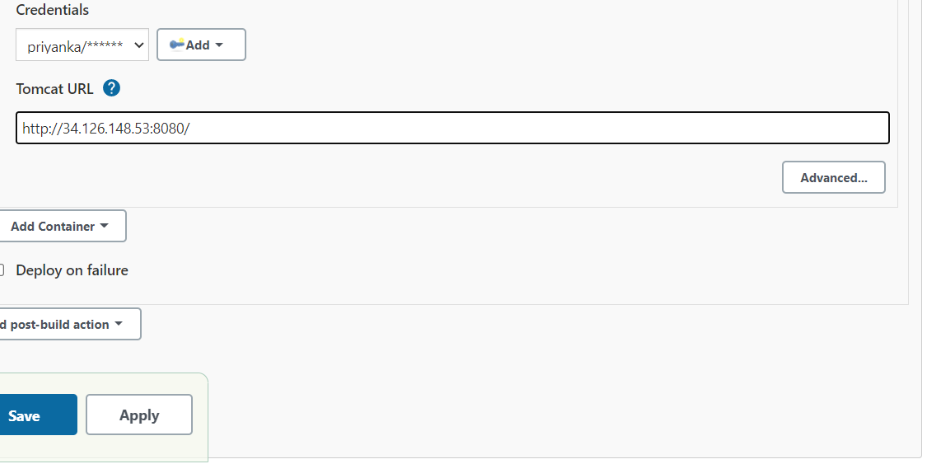 Credentials
priyanka/******
Add
Tomcat URL ?
http://34.126.148.53:8080/
Advanced...
Add Container
Deploy on failure
d post-build action
Save
Apply